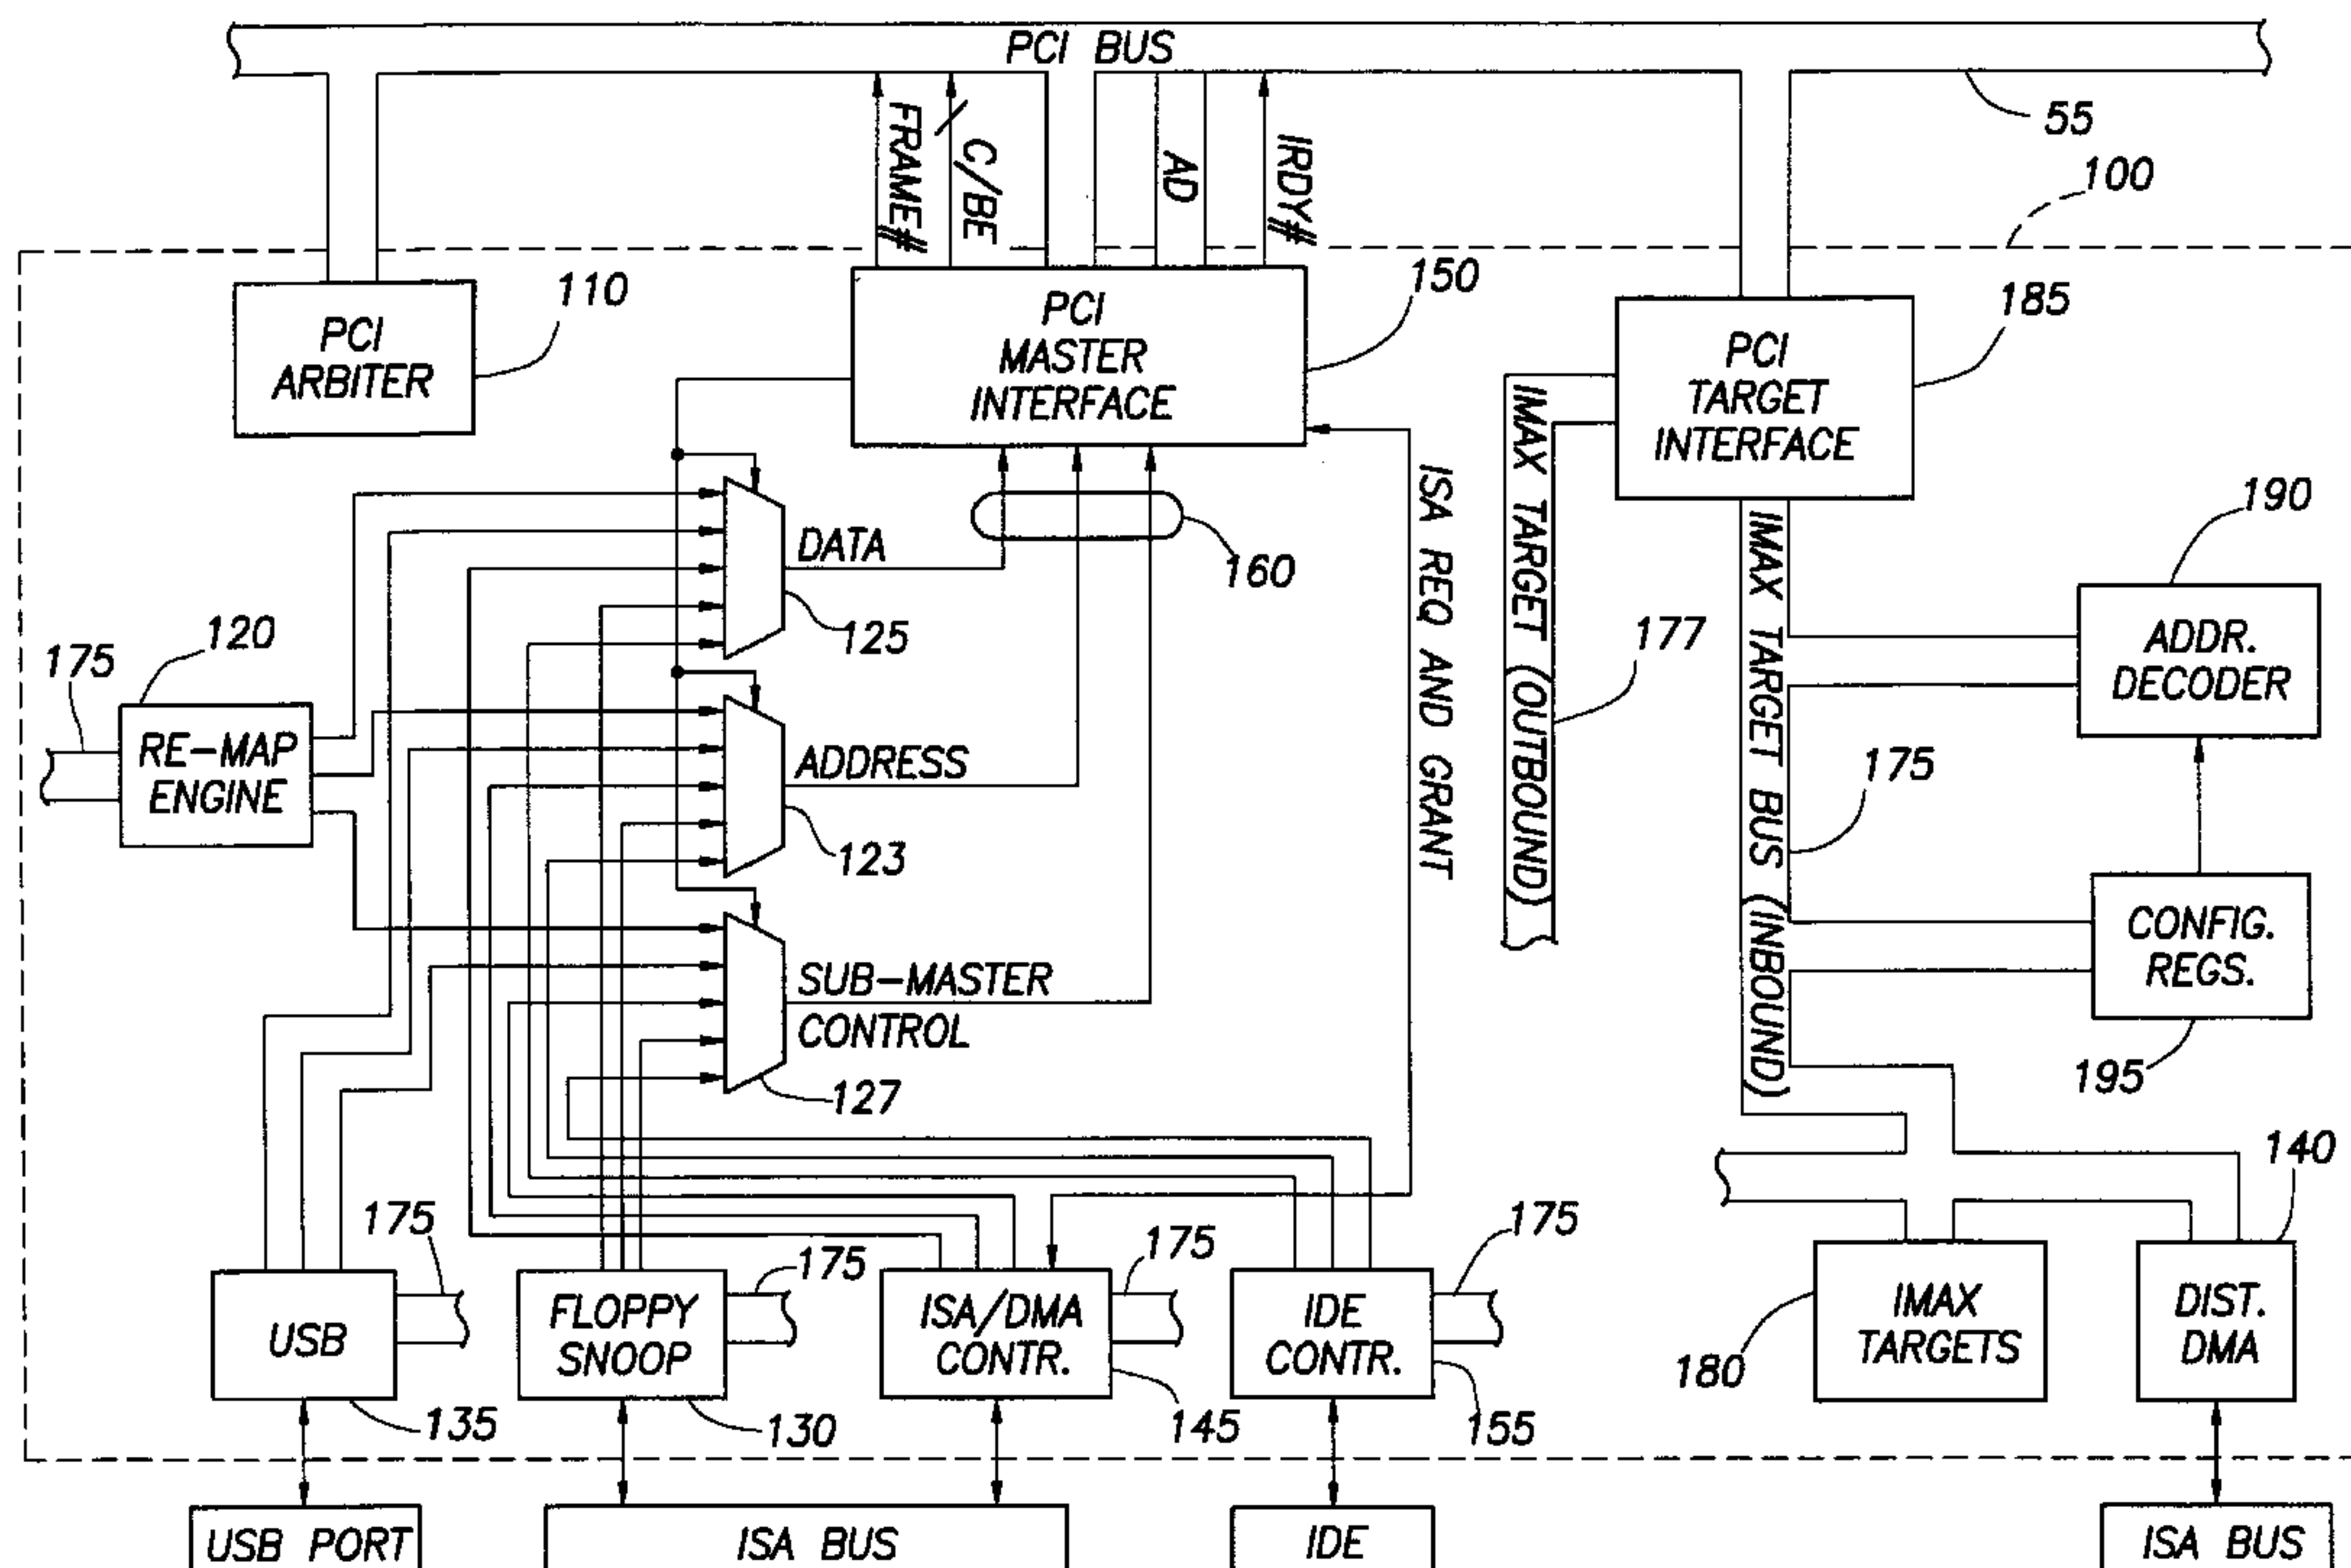 PCI BUS
55
100
FRAME#
C/BE
AD
IRDY#
PCI
ARBITER
110
PCI
MASTER
INTERFACE
150
PCI
TARGET
INTERFACE
185
ISA REQ AND GRANT
IMAX TARGET (OUTBOUND)
177
IMAX TARGET BUS (INBOUND)
175
190
ADDR.
DECODER
CONFIG.
REGS.
195
160
DATA
125
ADDRESS
123
SUB-MASTER
CONTROL
127
175
120
RE-MAP
ENGINE
175
USB
135
175
FLOPPY
SNOOP
130
175
ISA/DMA
CONTR.
145
175
IDE
CONTR.
155
180
IMAX
TARGETS
140
DIST.
DMA
USB PORT
ISA BUS
IDE
ISA BUS